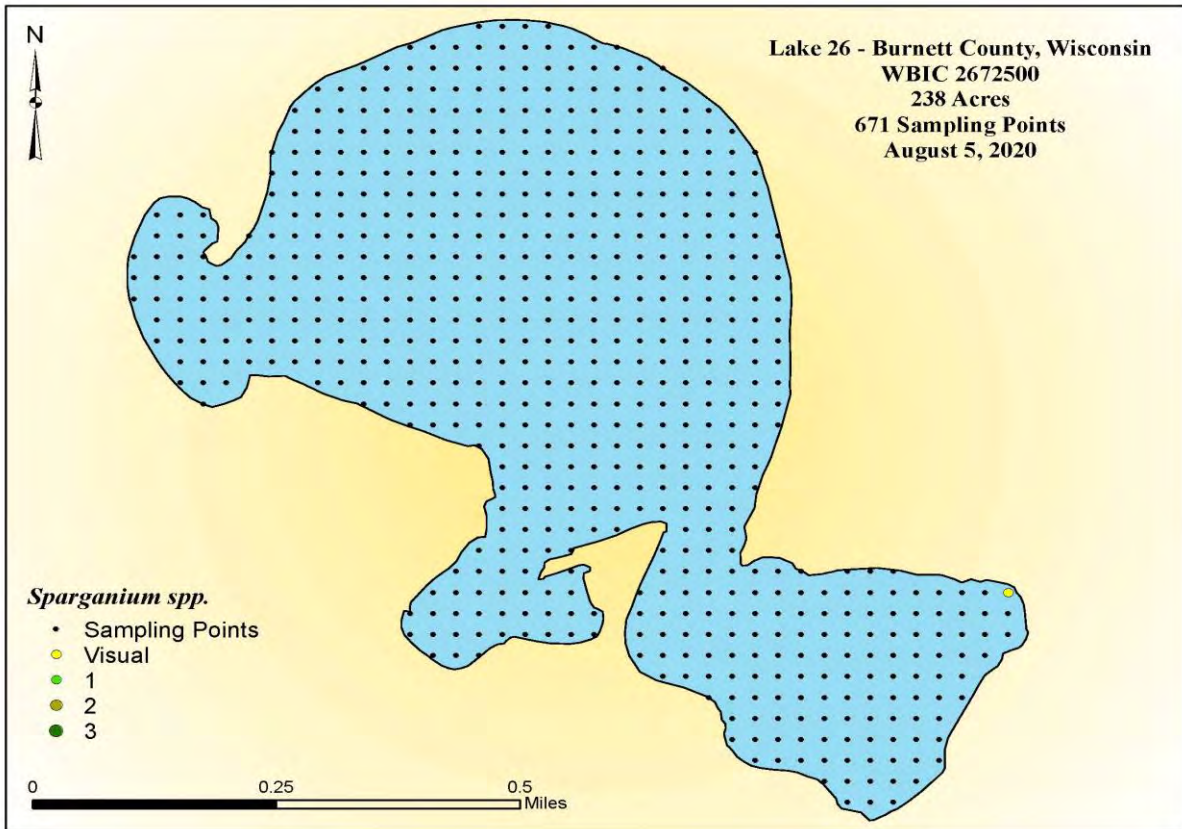 N
Lake 26 - Burnett County, Wisconsin
WBIC 2672500
238 Acres
671 Sampling Points
August 5, 2020
Sparganium spp.
Sampling Points
Visual
1
2
3
0 0.25 0.5
Miles